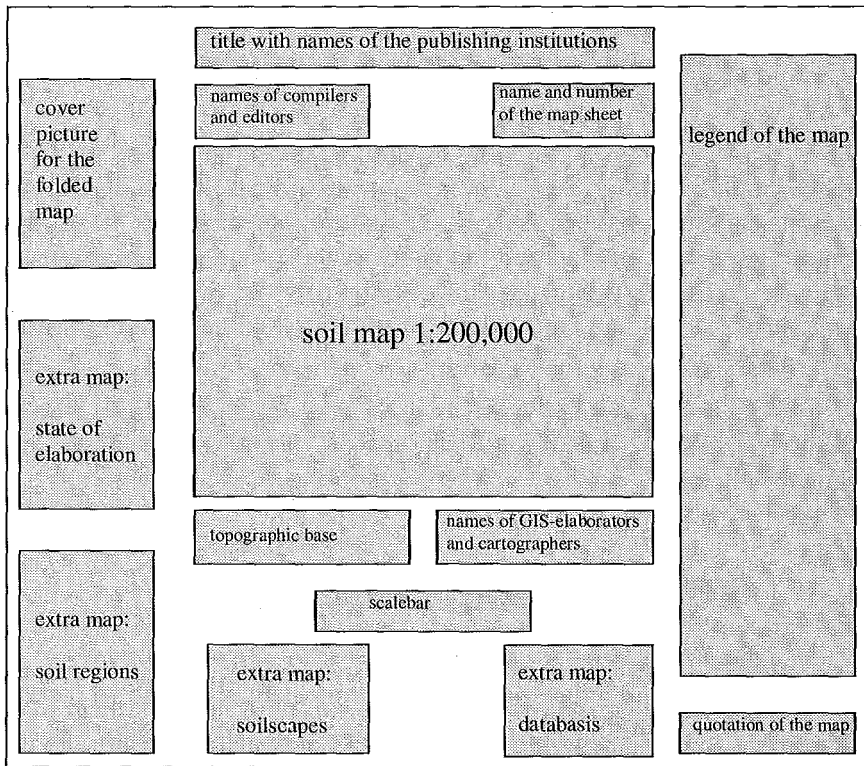 title with names of the publishing institutions
cover
picture
for the
folded
map
names of compilers
and editors
name and number
of the map sheet
legend of the map
soil map 1:200,000
extra map:
state of
elaboration
topographic base
names of GIS-elaborators
and cartographers
scalebar
extra map:
soil regions
extra map:
soilscapes
extra map:
databasis
quotation of the map